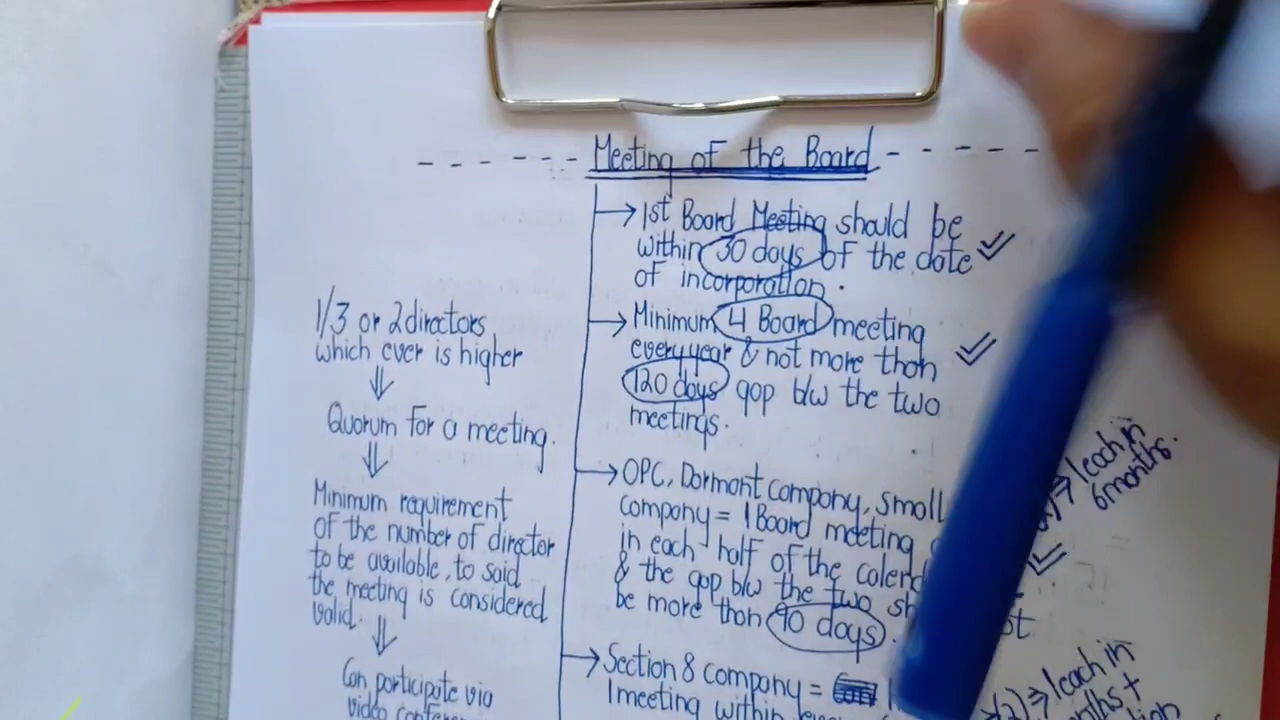 Meeting of the Board
1st Board Meeting should be
within 30 days of the date
of incorporation.
Minimum 4 Board meeting
every year & not more than
120 days gap b/w the two
meetings.
OPC, Dormant company, small
company = 1 Board meeting
in each half of the calend
& the gap b/w the two sh
be more than 90 days.
Section 8 company =
1 meeting within
1/3 or 2 directors
which ever is higher
Quorum for a meeting.
Minimum requirement
of the number of director
to be available, to said
the meeting is considered
valid.
Can participate via
video confere
⇒ 1 each in
6 months.
(2) ⇒ 1 each in
nths +